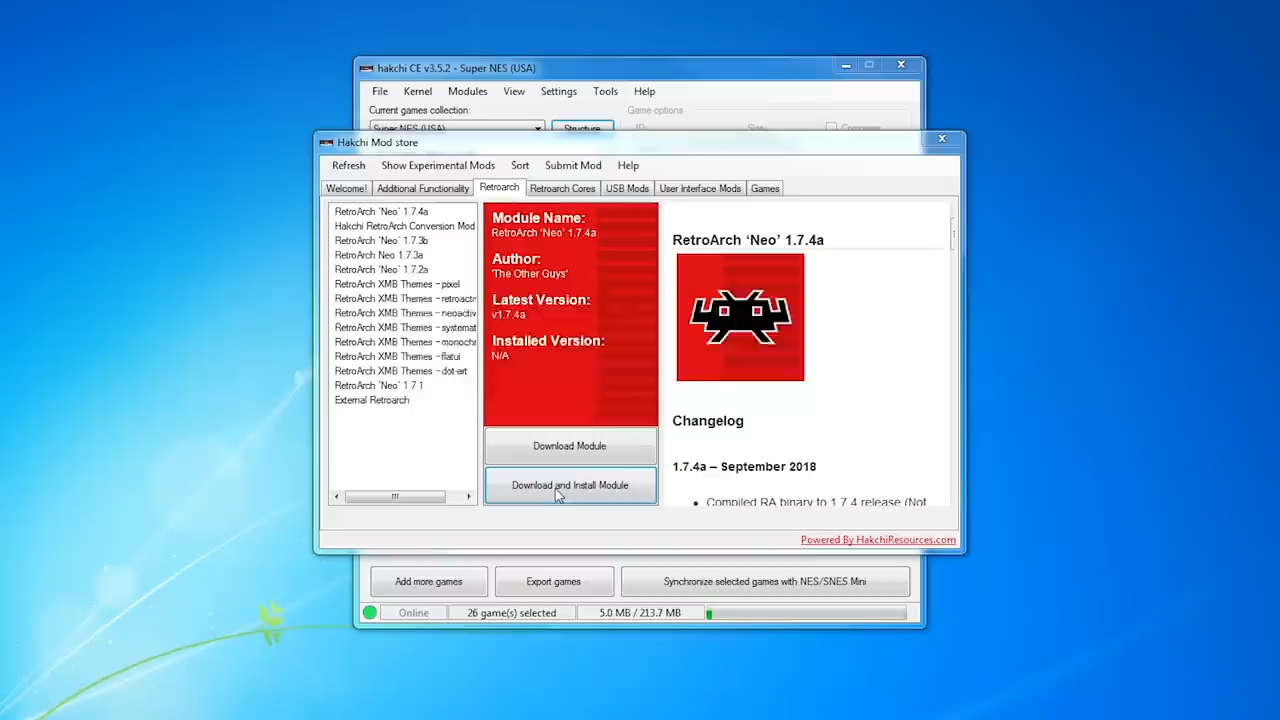 hakchi CE v3.5.2 - Super NES (USA)
File Kernel Modules View Settings Tools Help
Current games collection: Game options
Super NES (USA) Structure ID: Size: Compress
Hakchi Mod store
Refresh Show Experimental Mods Sort Submit Mod Help
Welcome! Additional Functionality Retroarch Retroarch Cores USB Mods User Interface Mods Games
RetroArch 'Neo' 1.7.4a
Hakchi RetroArch Conversion Mod
RetroArch 'Neo' 1.7.3b
RetroArch Neo 1.7.3a
RetroArch 'Neo' 1.7.2a
RetroArch XMB Themes - pixel
RetroArch XMB Themes - retroacti
RetroArch XMB Themes - neoactiv
RetroArch XMB Themes - systemat
RetroArch XMB Themes - monochr
RetroArch XMB Themes - flatui
RetroArch XMB Themes - dot-art
RetroArch 'Neo' 1 7 1
External Retroarch
Module Name:
RetroArch 'Neo' 1.7.4a
Author:
'The Other Guys'
Latest Version:
v1.7.4a
Installed Version:
N/A
Download Module
Download and Install Module
RetroArch ‘Neo’ 1.7.4a
Changelog
1.7.4a – September 2018
• Compiled RA binary to 1.7.4 release (Not
Powered By HakchiResources.com
Add more games Export games Synchronize selected games with NES/SNES Mini
Online 26 game(s) selected 5.0 MB / 213.7 MB